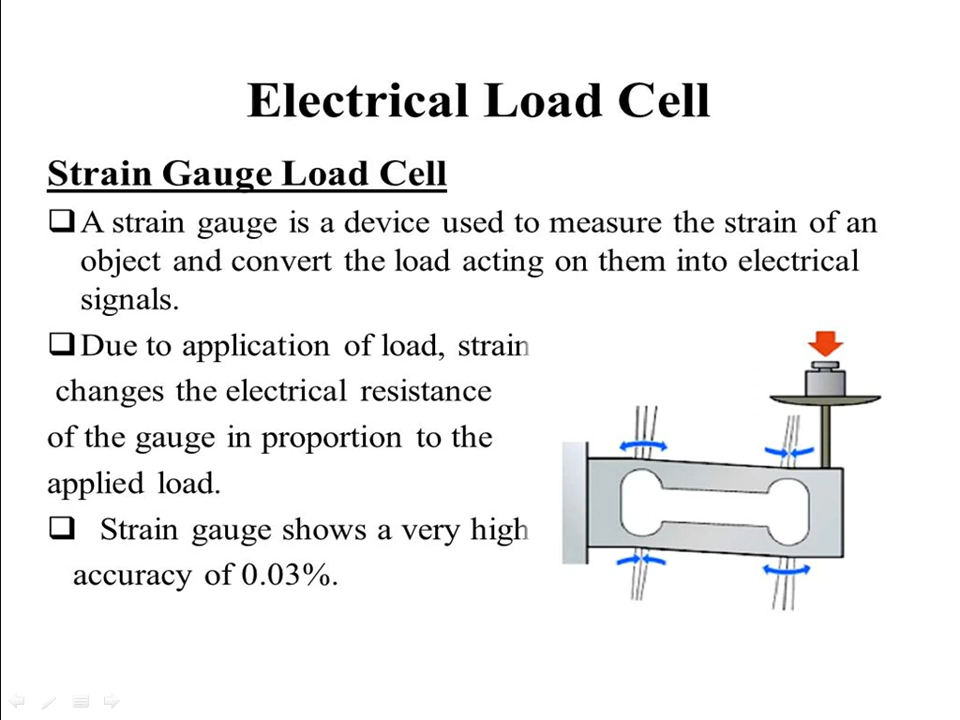 Electrical Load Cell
Strain Gauge Load Cell
❑A strain gauge is a device used to measure the strain of an
object and convert the load acting on them into electrical
signals.
❑Due to application of load, strain
changes the electrical resistance
of the gauge in proportion to the
applied load.
❑ Strain gauge shows a very high
accuracy of 0.03%.